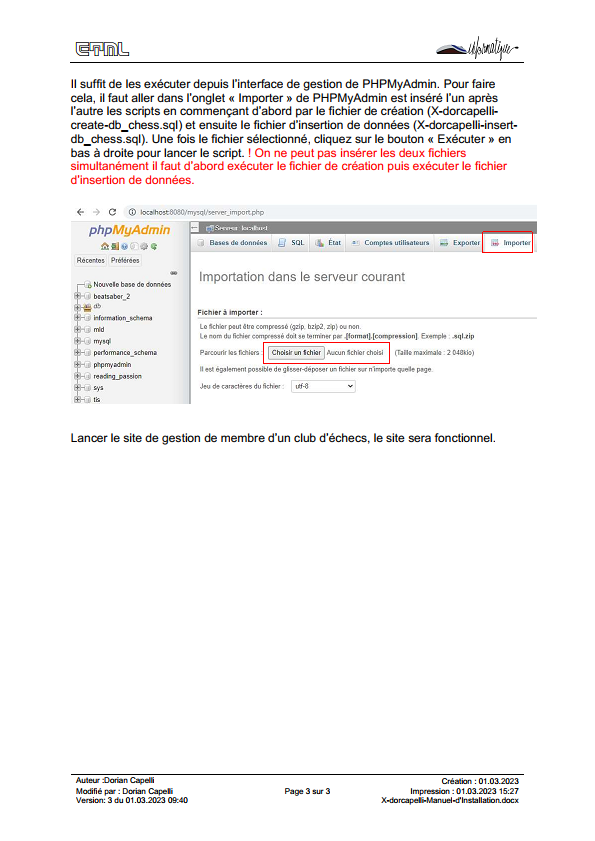 ETML
informatique
Il suffit de les exécuter depuis l'interface de gestion de PHPMyAdmin. Pour faire
cela, il faut aller dans l'onglet « Importer » de PHPMyAdmin est inséré l'un après
l'autre les scripts en commençant d'abord par le fichier de création (X-dorcapelli-
create-db_chess.sql) et ensuite le fichier d'insertion de données (X-dorcapelli-insert-
db_chess.sql). Une fois le fichier sélectionné, cliquez sur le bouton « Exécuter » en
bas à droite pour lancer le script. ! On ne peut pas insérer les deux fichiers
simultanément il faut d'abord exécuter le fichier de création puis exécuter le fichier
d'insertion de données.
localhost:8080/mysql/server_import.php
phpMyAdmin
Récentes Préférées
Nouvelle base de données
beatsaber_2
db
information_schema
mld
mysql
performance_schema
phpmyadmin
reading_passion
sys
tis
Serveur: localhost
Bases de données SQL État Comptes utilisateurs Exporter Importer
Importation dans le serveur courant
Fichier à importer :
Le fichier peut être compressé (gzip, bzip2, zip) ou non.
Le nom du fichier compressé doit se terminer par .[format].[compression]. Exemple : .sql.zip
Parcourir les fichiers : Choisir un fichier Aucun fichier choisi (Taille maximale : 2 048kio)
Il est également possible de glisser-déposer un fichier sur n'importe quelle page.
Jeu de caractères du fichier : utf-8
Lancer le site de gestion de membre d'un club d'échecs, le site sera fonctionnel.
Auteur :Dorian Capelli Création : 01.03.2023
Modifié par : Dorian Capelli Page 3 sur 3 Impression : 01.03.2023 15:27
Version: 3 du 01.03.2023 09:40 X-dorcapelli-Manuel-d'Installation.docx